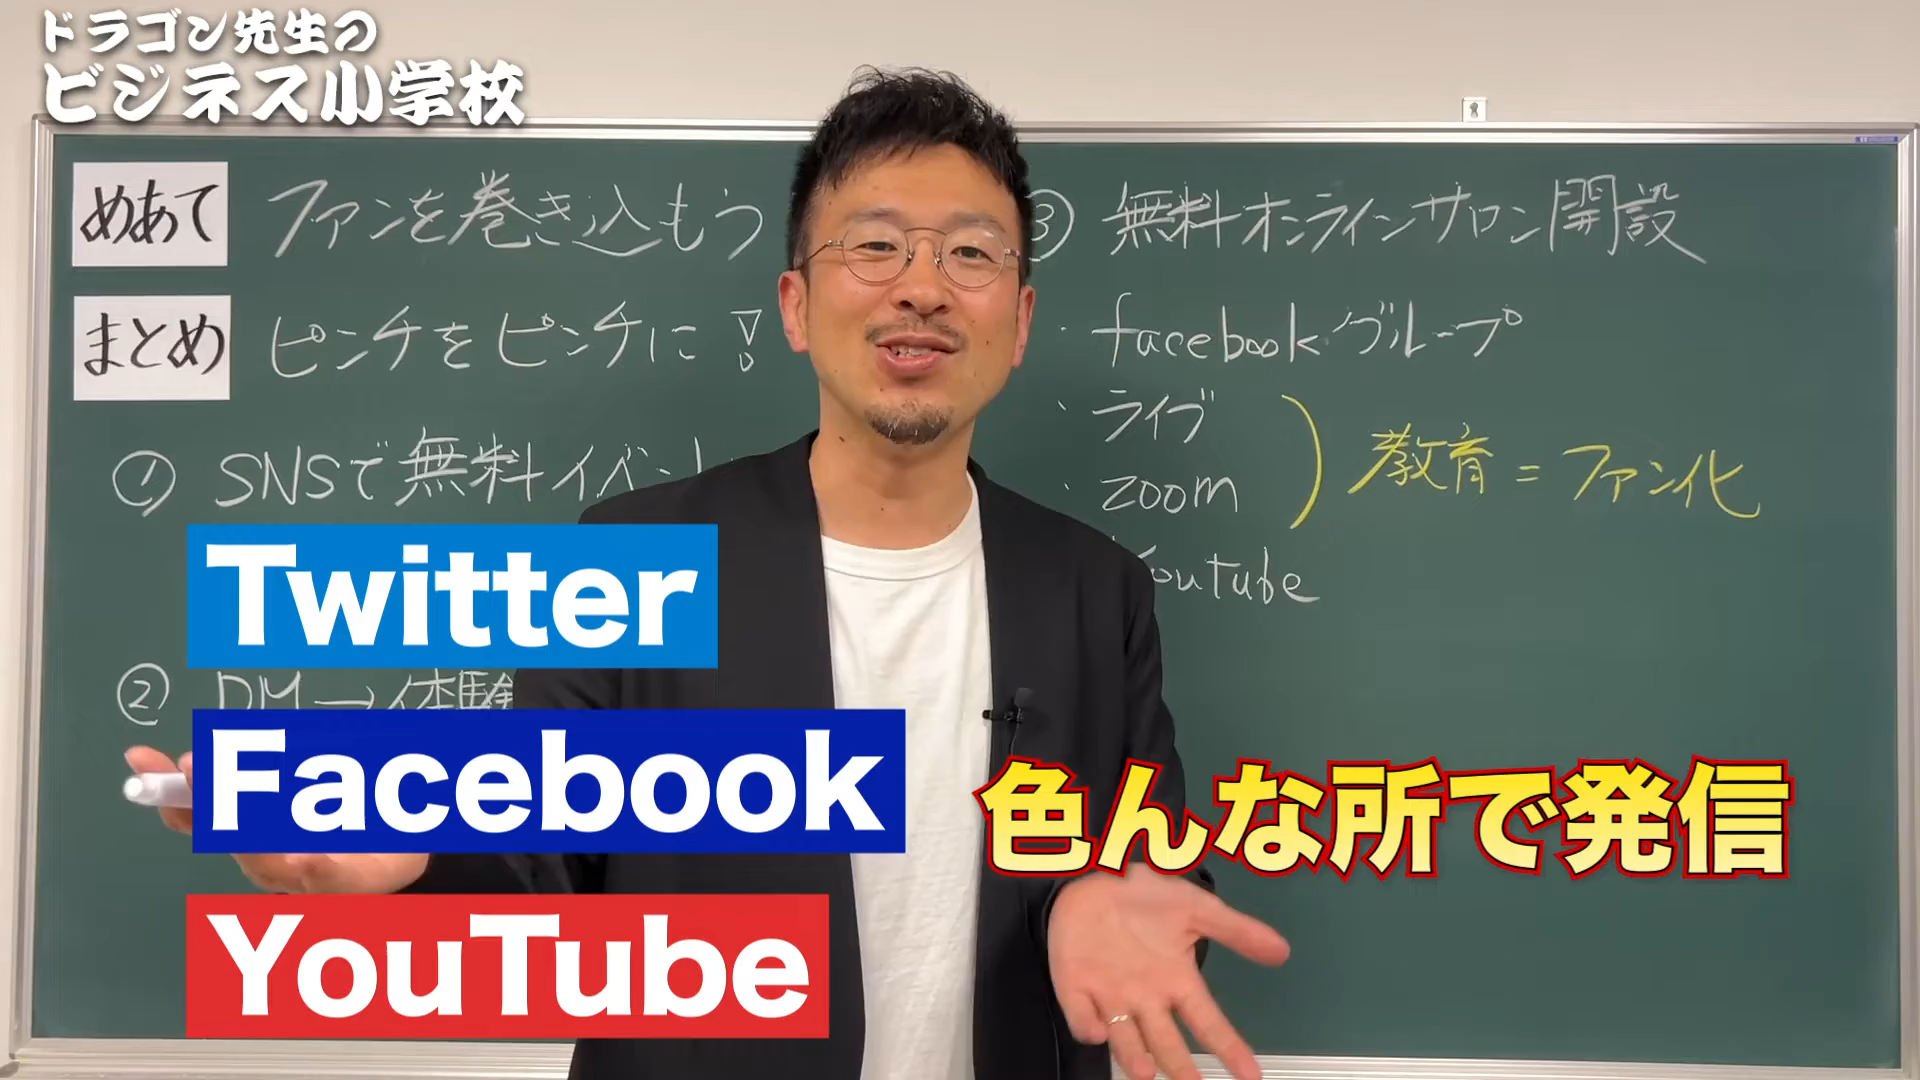 ドラゴン先生の
ビジネス小学校
めあて ファンを巻き込もう
まとめ ピンチをピンチに!
① SNSで無料イベント
② DM→体験
③ 無料オンラインサロン開設
・facebookグループ
・ライブ
・zoom
・Youtube
教育=ファン化
Twitter
Facebook
YouTube
色んな所で発信